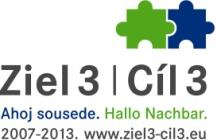 Ziel 3 | Cíl 3
Ahoj sousede. Hallo Nachbar.
2007-2013. www.ziel3-cil3.eu